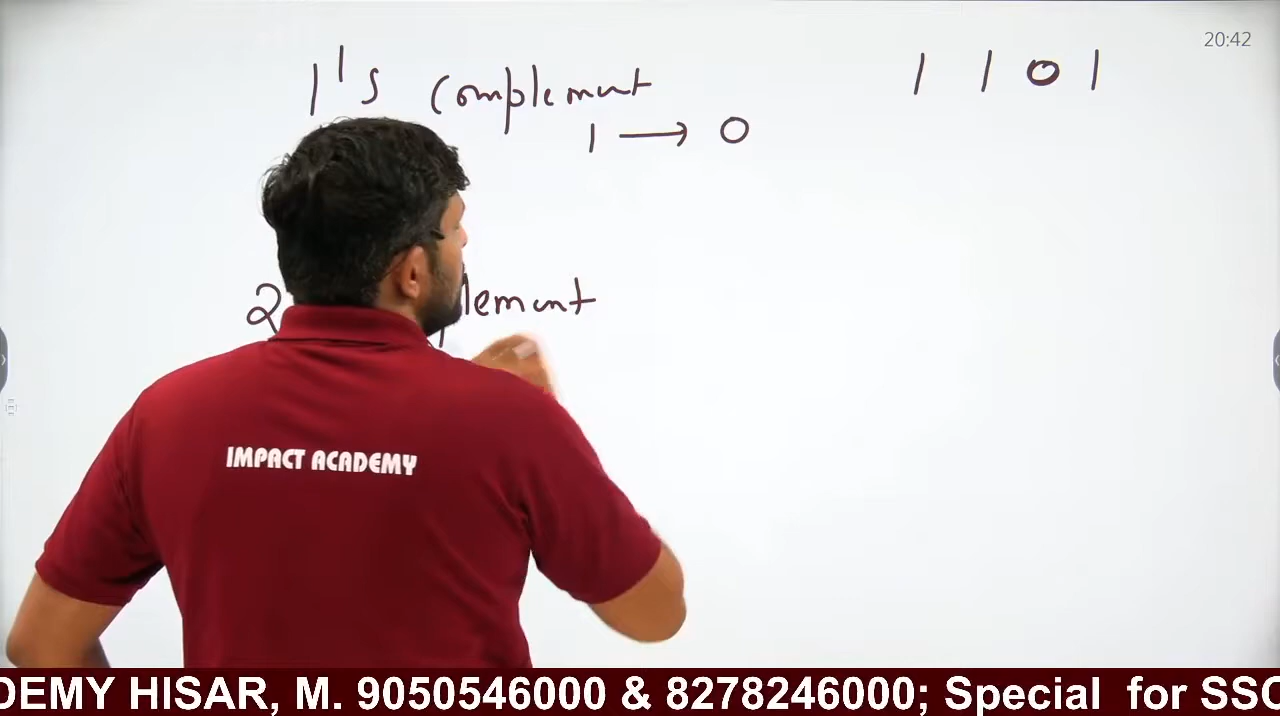 20:42
1's complement
1 1 0 1
1 → 0
2 lement
IMPACT ACADEMY
DEMY HISAR, M. 9050546000 & 8278246000; Special for SSC